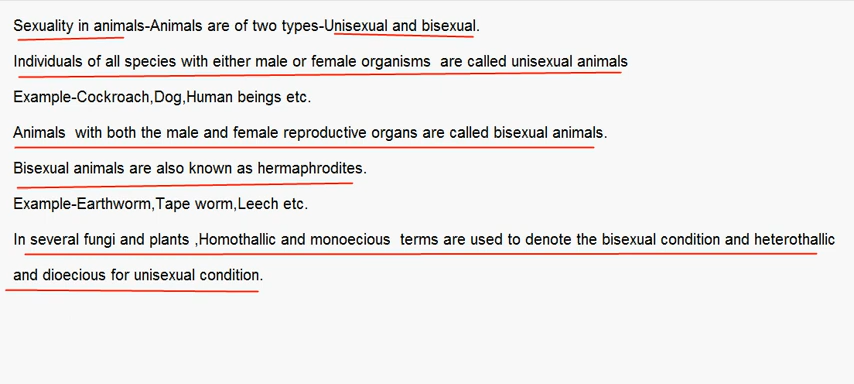 Sexuality in animals-Animals are of two types-Unisexual and bisexual.
Individuals of all species with either male or female organisms are called unisexual animals
Example-Cockroach,Dog,Human beings etc.
Animals with both the male and female reproductive organs are called bisexual animals.
Bisexual animals are also known as hermaphrodites.
Example-Earthworm,Tape worm,Leech etc.
In several fungi and plants ,Homothallic and monoecious terms are used to denote the bisexual condition and heterothallic
and dioecious for unisexual condition.